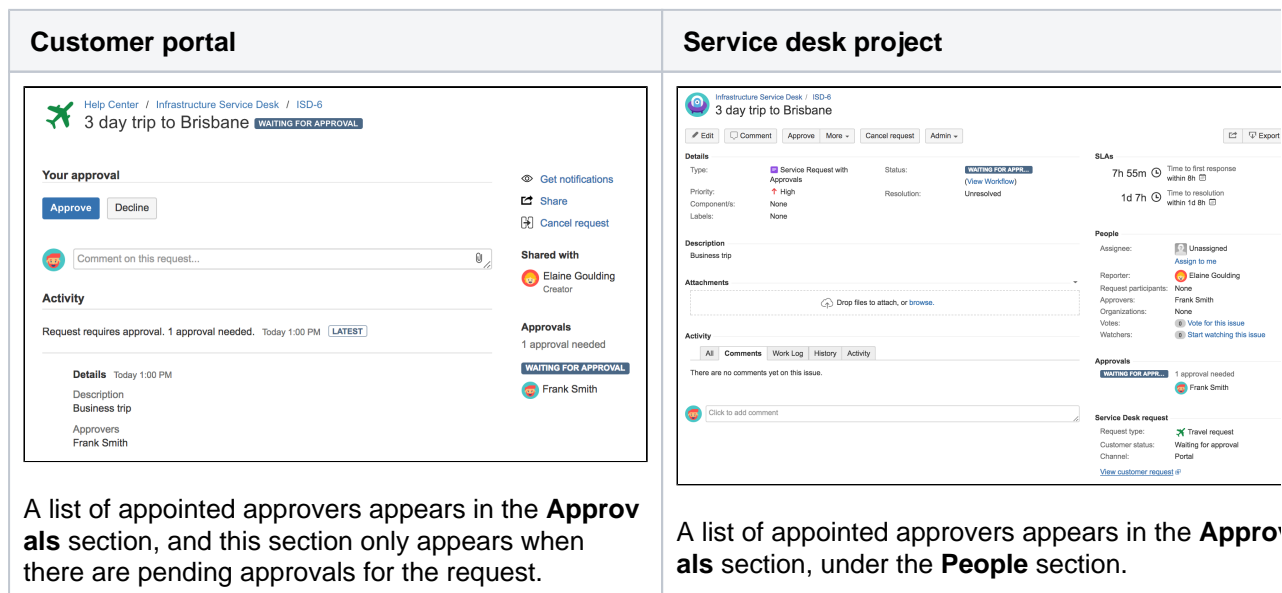 Customer portal
Help Center / Infrastructure Service Desk / ISD-6
3 day trip to Brisbane WAITING FOR APPROVAL
Your approval
Approve Decline
Get notifications
Share
Cancel request
Comment on this request...
Shared with
Elaine Goulding
Creator
Activity
Request requires approval. 1 approval needed. Today 1:00 PM LATEST
Approvals
1 approval needed
WAITING FOR APPROVAL
Frank Smith
Details Today 1:00 PM
Description
Business trip
Approvers
Frank Smith
A list of appointed approvers appears in the Approv
als section, and this section only appears when
there are pending approvals for the request.
Service desk project
Infrastructure Service Desk / ISD-6
3 day trip to Brisbane
Edit Comment Approve More Cancel request Admin Export
Details
Type: Service Request with
Approvals
Status: WAITING FOR APPR...
(View Workflow)
Priority: High
Resolution: Unresolved
Component/s: None
Labels: None
Description
Business trip
Attachments
Drop files to attach, or browse.
Activity
All Comments Work Log History Activity
There are no comments yet on this issue.
Click to add comment
SLAs
7h 55m Time to first response
within 8h
1d 7h Time to resolution
within 1d 8h
People
Assignee: Unassigned
Assign to me
Reporter: Elaine Goulding
Request participants: None
Approvers: Frank Smith
Organizations: None
Votes: 0 Vote for this issue
Watchers: 0 Start watching this issue
Approvals
WAITING FOR APPR... 1 approval needed
Frank Smith
Service Desk request
Request type: Travel request
Customer status: Waiting for approval
Channel: Portal
View customer request
A list of appointed approvers appears in the Approv
als section, under the People section.